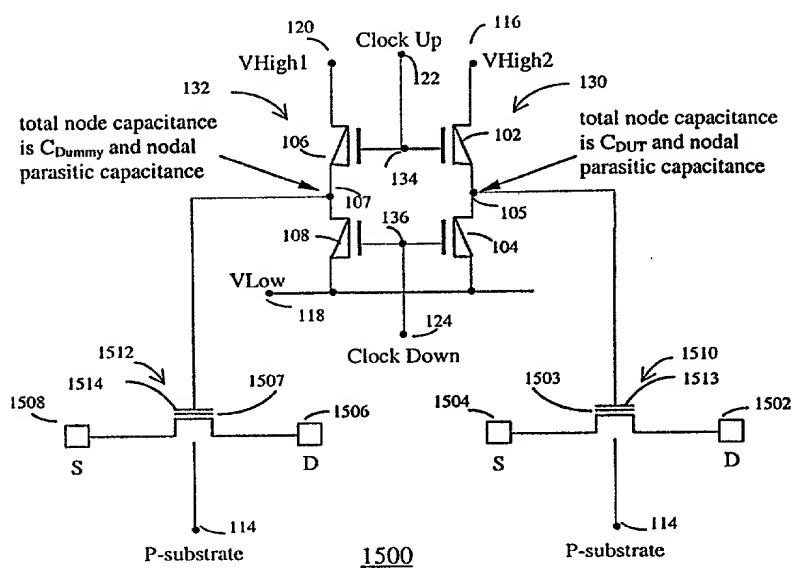 120
Clock Up
116
VHigh1
122
VHigh2
132
130
total node capacitance
is CDummy and nodal
parasitic capacitance
total node capacitance
is CDUT and nodal
parasitic capacitance
106
102
134
107
105
108
136
104
VLow
118
124
Clock Down
1512
1510
1514
1507
1503
1513
1508
1506
1504
1502
S
D
S
D
114
114
P-substrate
1500
P-substrate